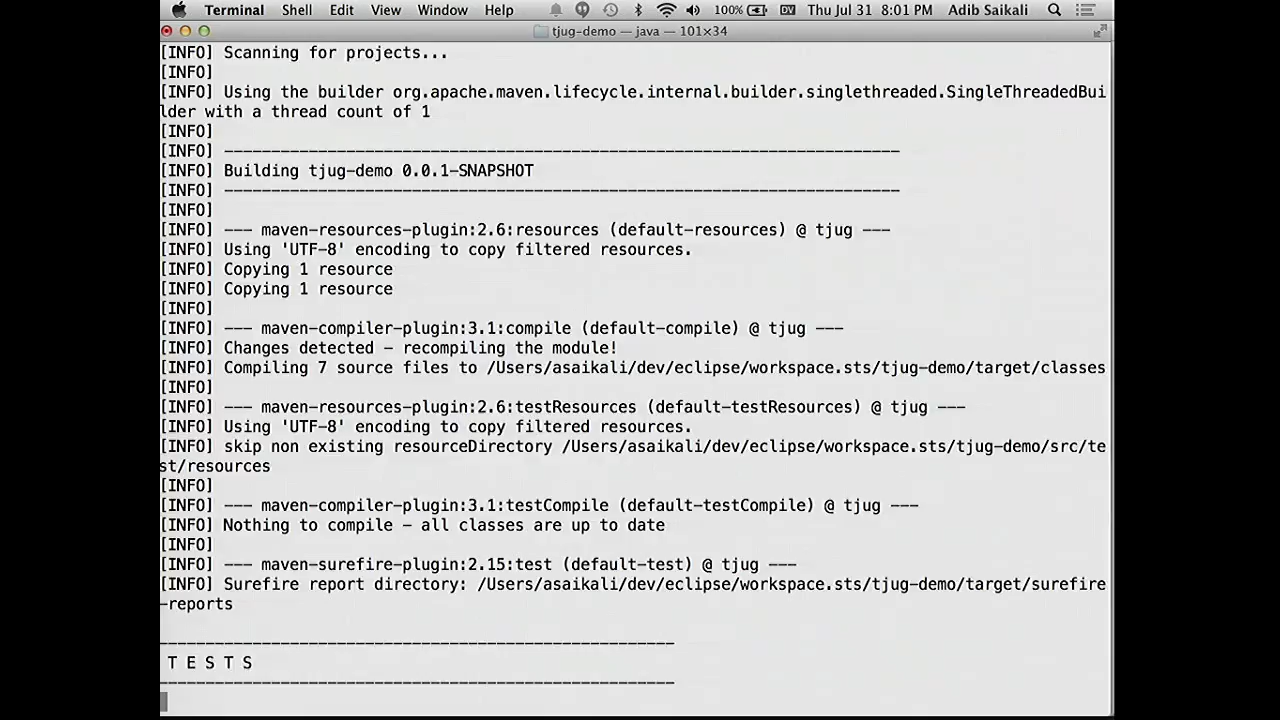 Terminal Shell Edit View Window Help 100% DV Thu Jul 31 8:01 PM Adib Saikali
tjug-demo — java — 101×34
[INFO] Scanning for projects...
[INFO]
[INFO] Using the builder org.apache.maven.lifecycle.internal.builder.singlethreaded.SingleThreadedBui
lder with a thread count of 1
[INFO]
[INFO] ------------------------------------------------------------------------
[INFO] Building tjug-demo 0.0.1-SNAPSHOT
[INFO] ------------------------------------------------------------------------
[INFO]
[INFO] --- maven-resources-plugin:2.6:resources (default-resources) @ tjug ---
[INFO] Using 'UTF-8' encoding to copy filtered resources.
[INFO] Copying 1 resource
[INFO] Copying 1 resource
[INFO]
[INFO] --- maven-compiler-plugin:3.1:compile (default-compile) @ tjug ---
[INFO] Changes detected - recompiling the module!
[INFO] Compiling 7 source files to /Users/asaikali/dev/eclipse/workspace.sts/tjug-demo/target/classes
[INFO]
[INFO] --- maven-resources-plugin:2.6:testResources (default-testResources) @ tjug ---
[INFO] Using 'UTF-8' encoding to copy filtered resources.
[INFO] skip non existing resourceDirectory /Users/asaikali/dev/eclipse/workspace.sts/tjug-demo/src/te
st/resources
[INFO]
[INFO] --- maven-compiler-plugin:3.1:testCompile (default-testCompile) @ tjug ---
[INFO] Nothing to compile - all classes are up to date
[INFO]
[INFO] --- maven-surefire-plugin:2.15:test (default-test) @ tjug ---
[INFO] Surefire report directory: /Users/asaikali/dev/eclipse/workspace.sts/tjug-demo/target/surefire
-reports
-------------------------------------------------------
T E S T S
-------------------------------------------------------